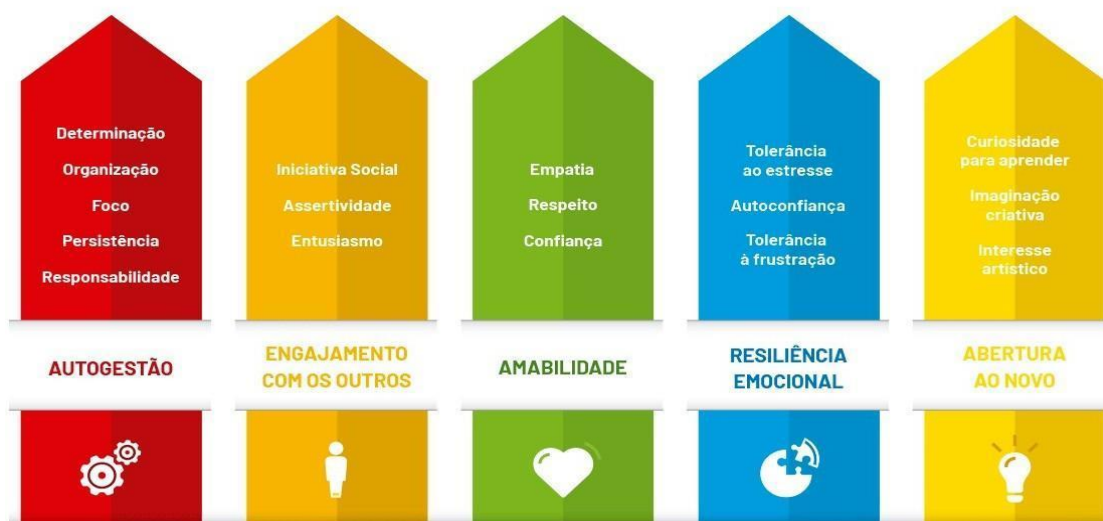 Determinação
Organização
Foco
Persistência
Responsabilidade
AUTOGESTÃO
Iniciativa Social
Assertividade
Entusiasmo
ENGAJAMENTO
COM OS OUTROS
Empatia
Respeito
Confiança
AMABILIDADE
Tolerância
ao estresse
Autoconfiança
Tolerância
à frustração
RESILIÊNCIA
EMOCIONAL
Curiosidade
para aprender
Imaginação
criativa
Interesse
artístico
ABERTURA
AO NOVO